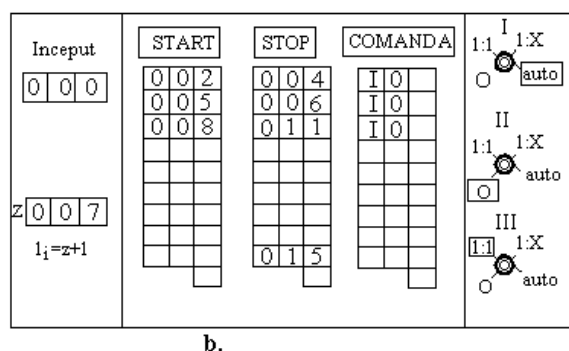 Inceput
0 0 0
z 0 0 7
l_i=z+1
START STOP COMANDA
0 0 2 0 0 4 I 0
0 0 5 0 0 6 I 0
0 0 8 0 1 1 I 0
0 1 5
I
1:1 1:X
O auto
II
1:1 1:X
O auto
III
1:1 1:X
O auto
b.